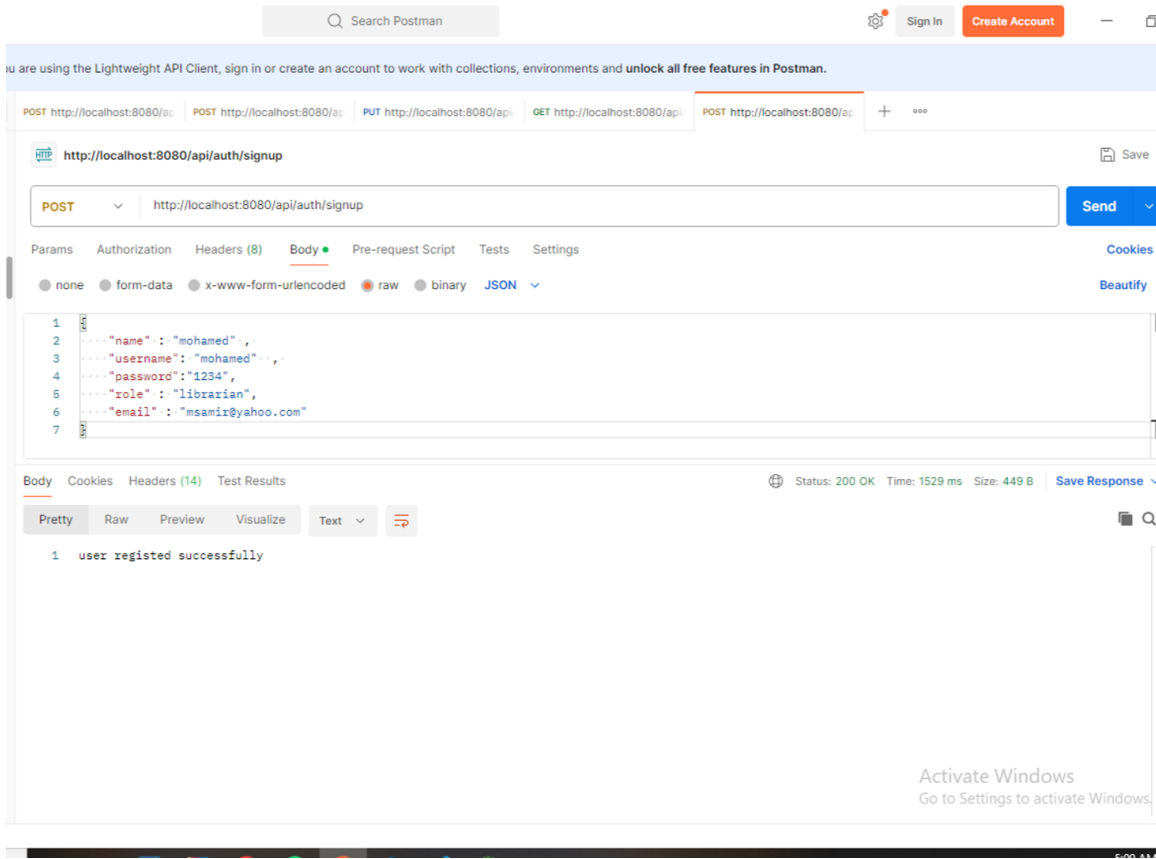 Search Postman Sign In Create Account
ou are using the Lightweight API Client, sign in or create an account to work with collections, environments and unlock all free features in Postman.
POST http://localhost:8080/ap POST http://localhost:8080/ap PUT http://localhost:8080/api/ GET http://localhost:8080/api/ POST http://localhost:8080/ap
HTTP http://localhost:8080/api/auth/signup Save
POST http://localhost:8080/api/auth/signup Send
Params Authorization Headers (8) Body Pre-request Script Tests Settings Cookies
none form-data x-www-form-urlencoded raw binary JSON Beautify
1 {
2 "name" : "mohamed" ,
3 "username": "mohamed" ,
4 "password":"1234",
5 "role" : "librarian",
6 "email" : "msamir@yahoo.com"
7 }
Body Cookies Headers (14) Test Results Status: 200 OK Time: 1529 ms Size: 449 B Save Response
Pretty Raw Preview Visualize Text
1 user registed successfully
Activate Windows
Go to Settings to activate Windows.